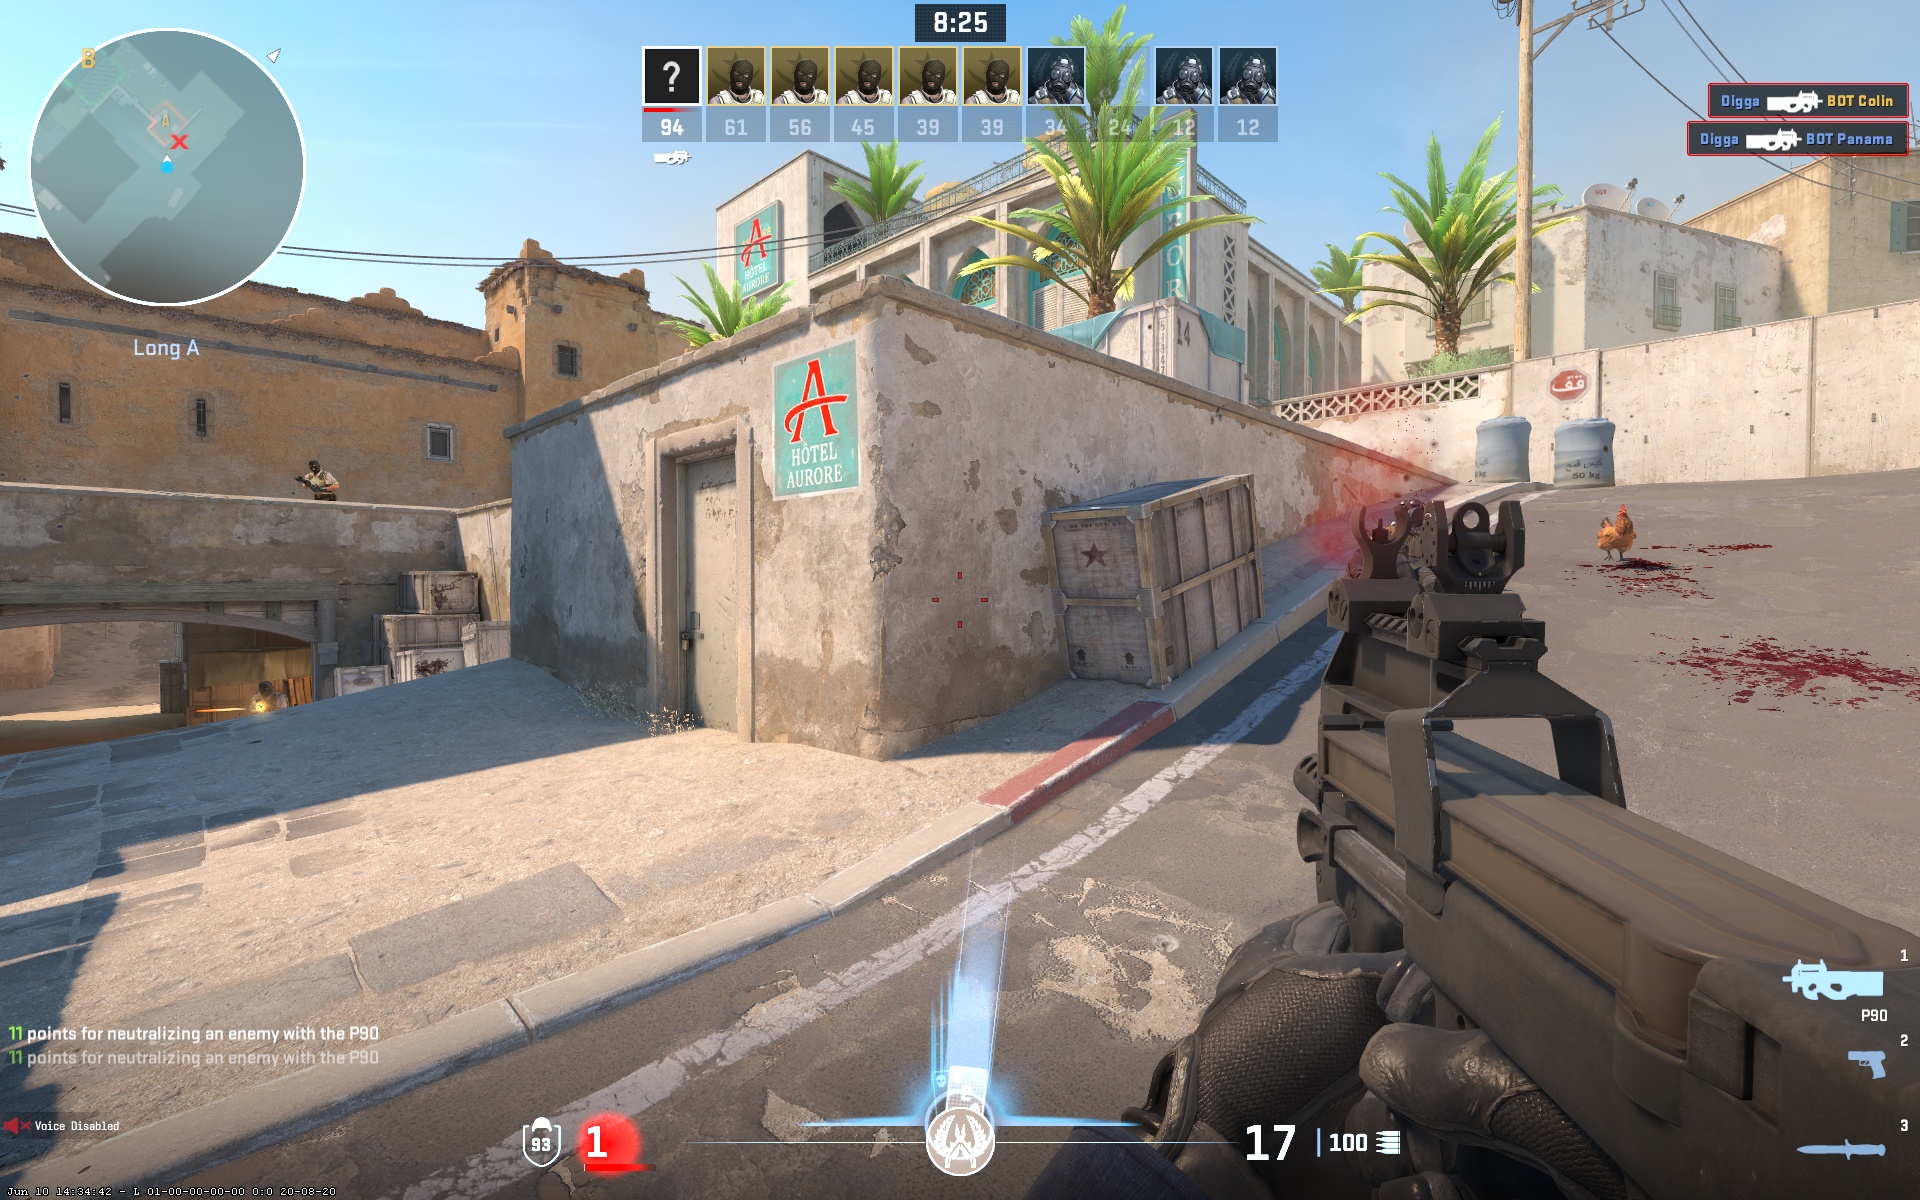 8:25
B
A
?
94 61 56 45 39 39 34 24 12 12
Digga BOT Colin
Digga BOT Panama
Long A
A
HÔTEL
AURORE
A
HÔTEL
AURORE
14
قف
50 kg
11 points for neutralizing an enemy with the P90
11 points for neutralizing an enemy with the P90
Voice Disabled
93
1
17 | 100
1
P90
2
3
Jun 10 14:34:42 - L 01-00-00-00-00 0:0 20-08-20